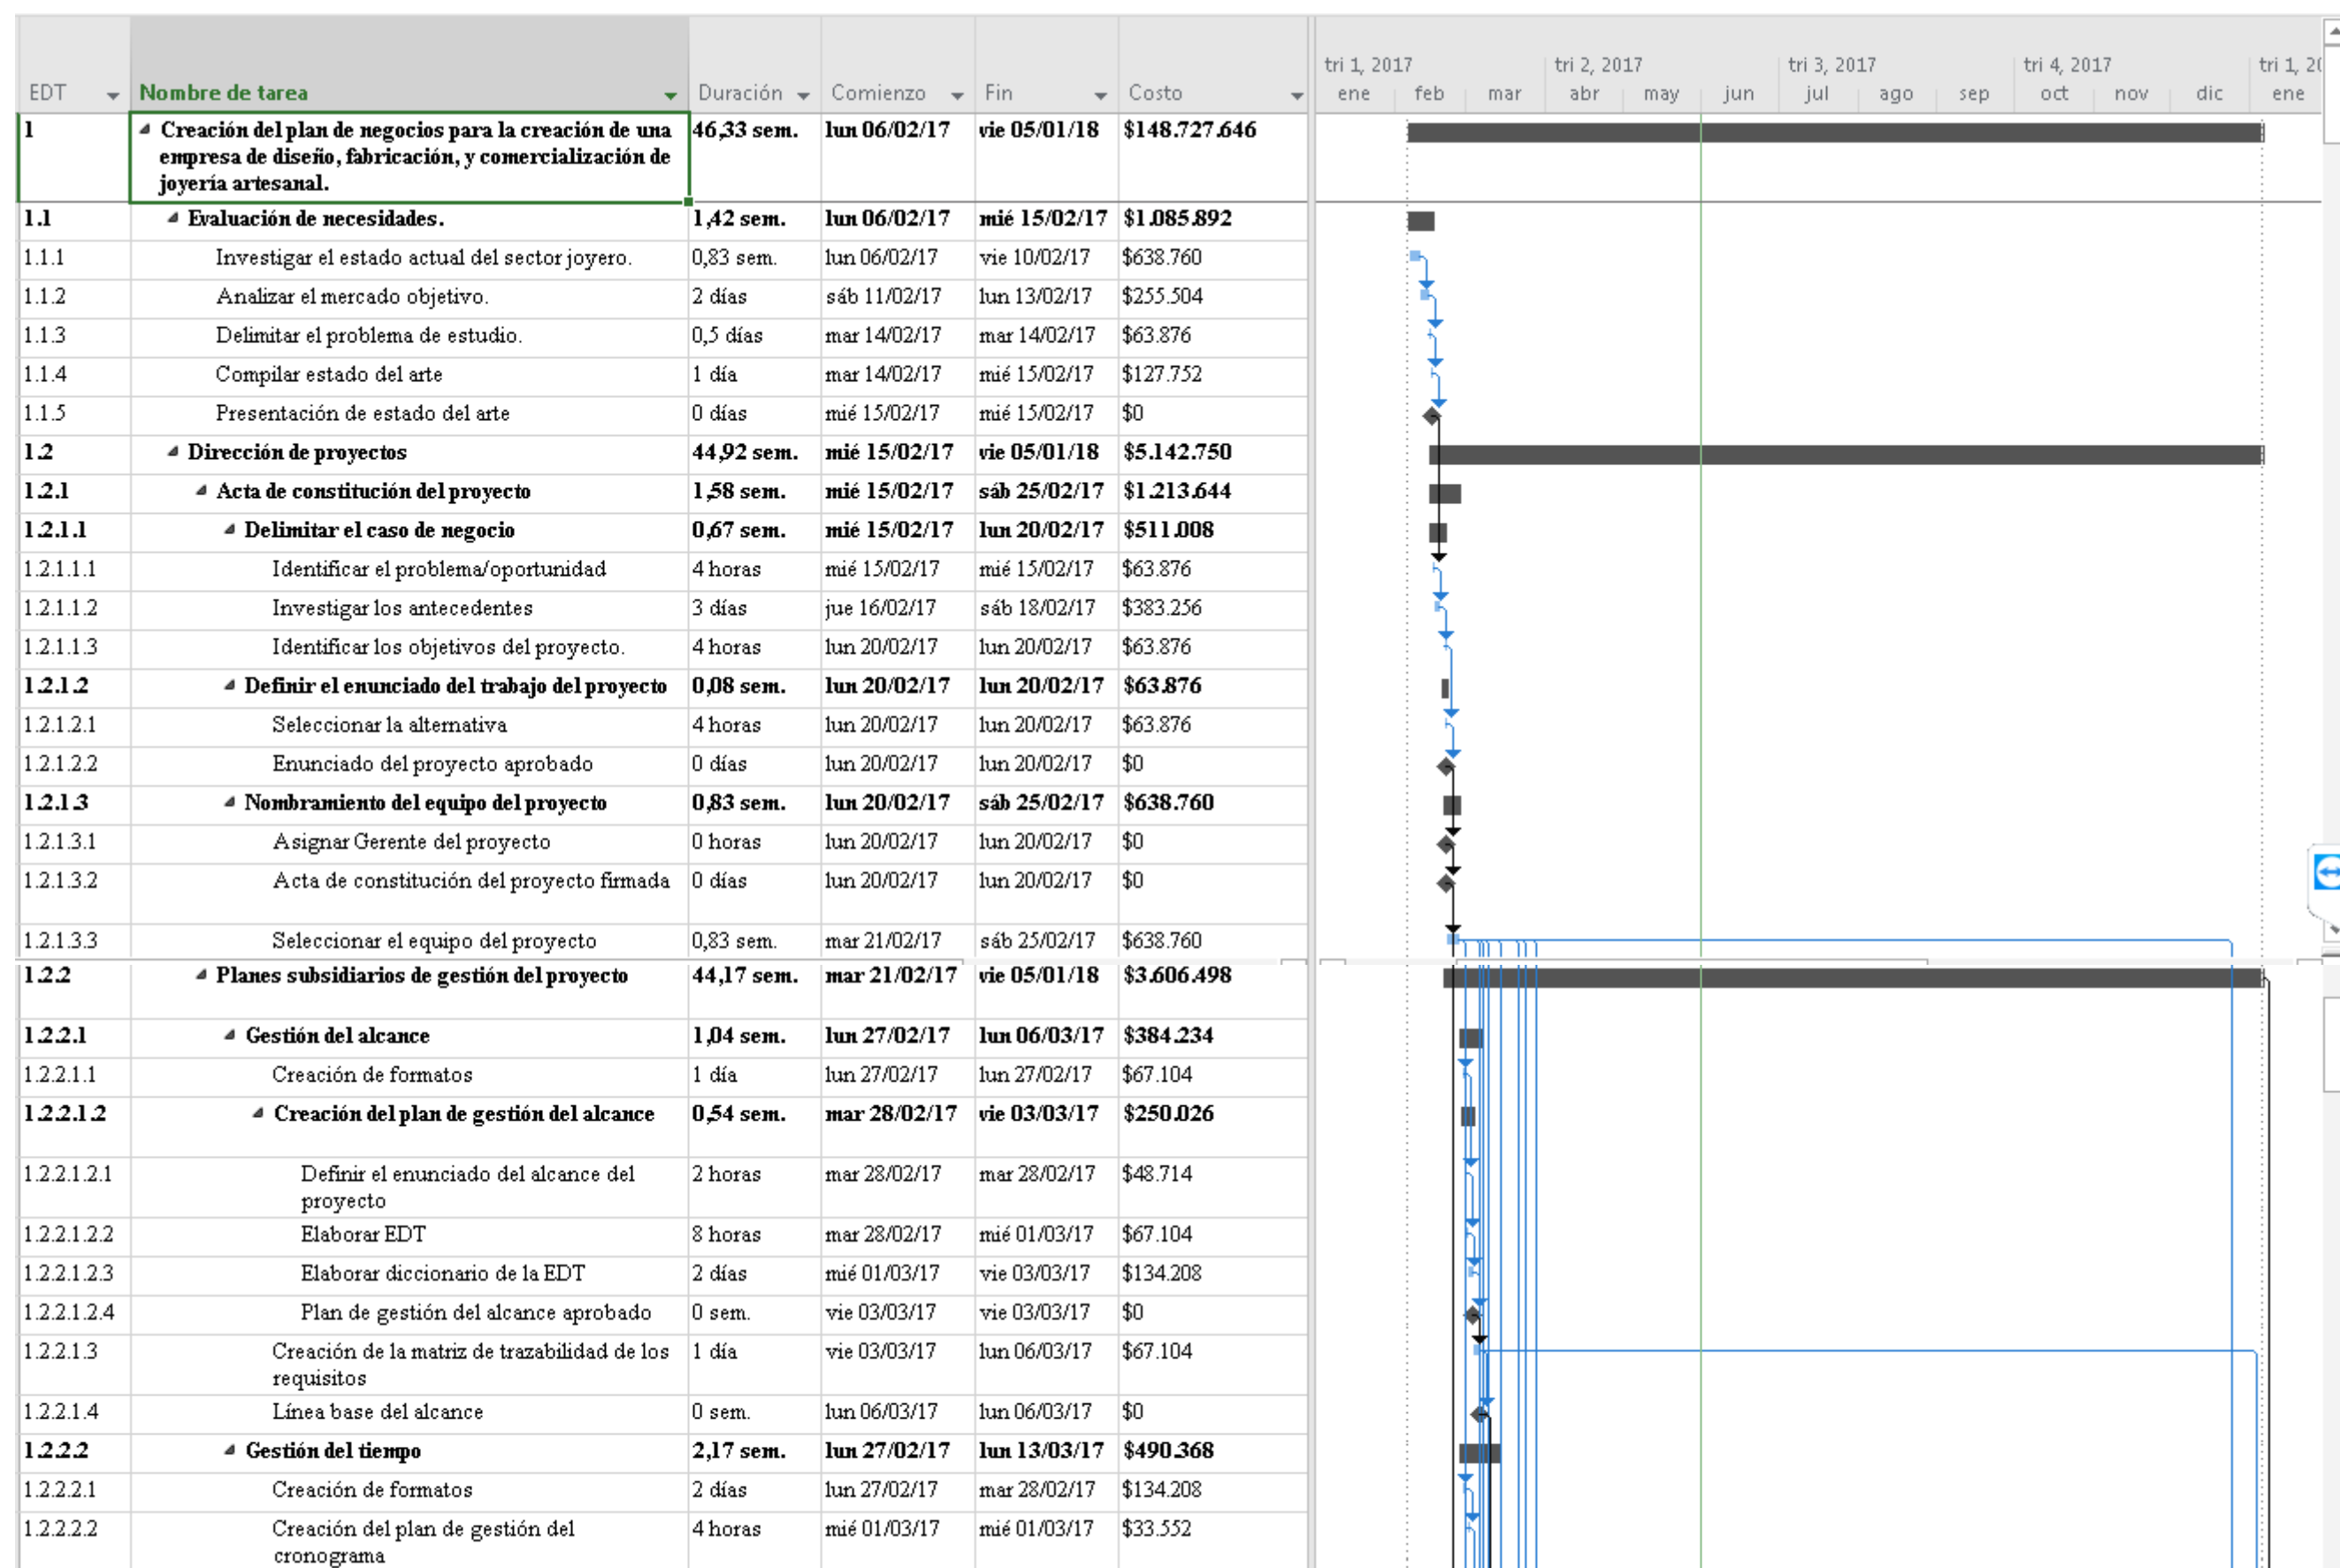 tri 1, 2017 tri 2, 2017 tri 3, 2017 tri 4, 2017 tri 1, 20
EDT Nombre de tarea Duración Comienzo Fin Costo ene feb mar abr may jun jul ago sep oct nov dic ene
1 Creación del plan de negocios para la creación de una 46,33 sem. lun 06/02/17 vie 05/01/18 $148.727.646
empresa de diseño, fabricación, y comercialización de
joyería artesanal.
1.1 Evaluación de necesidades. 1,42 sem. lun 06/02/17 mié 15/02/17 $1.085.892
1.1.1 Investigar el estado actual del sector joyero. 0,83 sem. lun 06/02/17 vie 10/02/17 $638.760
1.1.2 Analizar el mercado objetivo. 2 días sáb 11/02/17 lun 13/02/17 $255.504
1.1.3 Delimitar el problema de estudio. 0,5 días mar 14/02/17 mar 14/02/17 $63.876
1.1.4 Compilar estado del arte 1 día mar 14/02/17 mié 15/02/17 $127.752
1.1.5 Presentación de estado del arte 0 días mié 15/02/17 mié 15/02/17 $0
1.2 Dirección de proyectos 44,92 sem. mié 15/02/17 vie 05/01/18 $5.142.750
1.2.1 Acta de constitución del proyecto 1,58 sem. mié 15/02/17 sáb 25/02/17 $1.213.644
1.2.1.1 Delimitar el caso de negocio 0,67 sem. mié 15/02/17 lun 20/02/17 $511.008
1.2.1.1.1 Identificar el problema/oportunidad 4 horas mié 15/02/17 mié 15/02/17 $63.876
1.2.1.1.2 Investigar los antecedentes 3 días jue 16/02/17 sáb 18/02/17 $383.256
1.2.1.1.3 Identificar los objetivos del proyecto. 4 horas lun 20/02/17 lun 20/02/17 $63.876
1.2.1.2 Definir el enunciado del trabajo del proyecto 0,08 sem. lun 20/02/17 lun 20/02/17 $63.876
1.2.1.2.1 Seleccionar la alternativa 4 horas lun 20/02/17 lun 20/02/17 $63.876
1.2.1.2.2 Enunciado del proyecto aprobado 0 días lun 20/02/17 lun 20/02/17 $0
1.2.1.3 Nombramiento del equipo del proyecto 0,83 sem. lun 20/02/17 sáb 25/02/17 $638.760
1.2.1.3.1 Asignar Gerente del proyecto 0 horas lun 20/02/17 lun 20/02/17 $0
1.2.1.3.2 Acta de constitución del proyecto firmada 0 días lun 20/02/17 lun 20/02/17 $0
1.2.1.3.3 Seleccionar el equipo del proyecto 0,83 sem. mar 21/02/17 sáb 25/02/17 $638.760
1.2.2 Planes subsidiarios de gestión del proyecto 44,17 sem. mar 21/02/17 vie 05/01/18 $3.606.498
1.2.2.1 Gestión del alcance 1,04 sem. lun 27/02/17 lun 06/03/17 $384.234
1.2.2.1.1 Creación de formatos 1 día lun 27/02/17 lun 27/02/17 $67.104
1.2.2.1.2 Creación del plan de gestión del alcance 0,54 sem. mar 28/02/17 vie 03/03/17 $250.026
1.2.2.1.2.1 Definir el enunciado del alcance del 2 horas mar 28/02/17 mar 28/02/17 $48.714
proyecto
1.2.2.1.2.2 Elaborar EDT 8 horas mar 28/02/17 mié 01/03/17 $67.104
1.2.2.1.2.3 Elaborar diccionario de la EDT 2 días mié 01/03/17 vie 03/03/17 $134.208
1.2.2.1.2.4 Plan de gestión del alcance aprobado 0 sem. vie 03/03/17 vie 03/03/17 $0
1.2.2.1.3 Creación de la matriz de trazabilidad de los 1 día vie 03/03/17 lun 06/03/17 $67.104
requisitos
1.2.2.1.4 Línea base del alcance 0 sem. lun 06/03/17 lun 06/03/17 $0
1.2.2.2 Gestión del tiempo 2,17 sem. lun 27/02/17 lun 13/03/17 $490.368
1.2.2.2.1 Creación de formatos 2 días lun 27/02/17 mar 28/02/17 $134.208
1.2.2.2.2 Creación del plan de gestión del 4 horas mié 01/03/17 mié 01/03/17 $33.552
cronograma